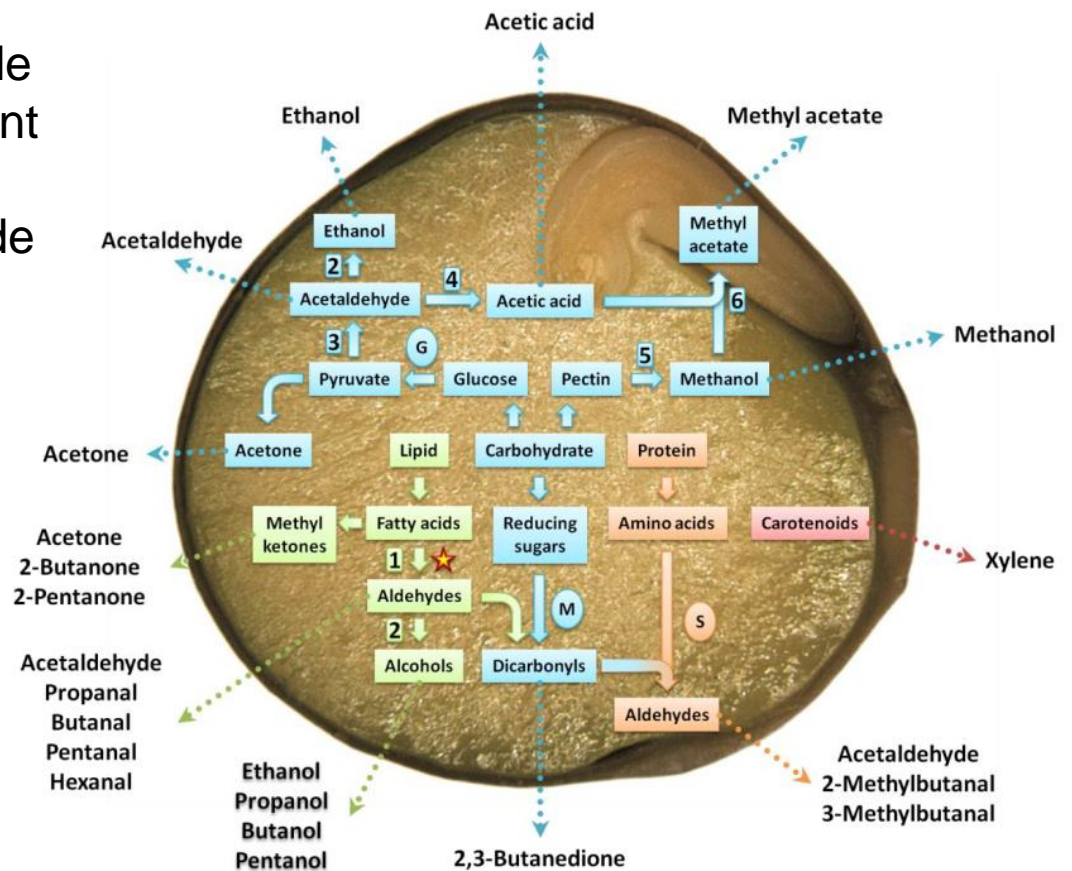 Acetic acid
Ethanol
Methyl acetate
Acetaldehyde
Ethanol
Methyl
acetate
2
Acetaldehyde
4
Acetic acid
6
Methanol
3
G
5
Pyruvate
Glucose
Pectin
Methanol
Acetone
Acetone
Lipid
Carbohydrate
Protein
Acetone
2-Butanone
2-Pentanone
Methyl
ketones
Fatty acids
Reducing
sugars
Amino acids
Carotenoids
Xylene
1
Aldehydes
M
S
2
Alcohols
Dicarbonyls
Aldehydes
Acetaldehyde
Propanal
Butanal
Pentanal
Hexanal
Ethanol
Propanol
Butanol
Pentanol
2,3-Butanedione
Acetaldehyde
2-Methylbutanal
3-Methylbutanal